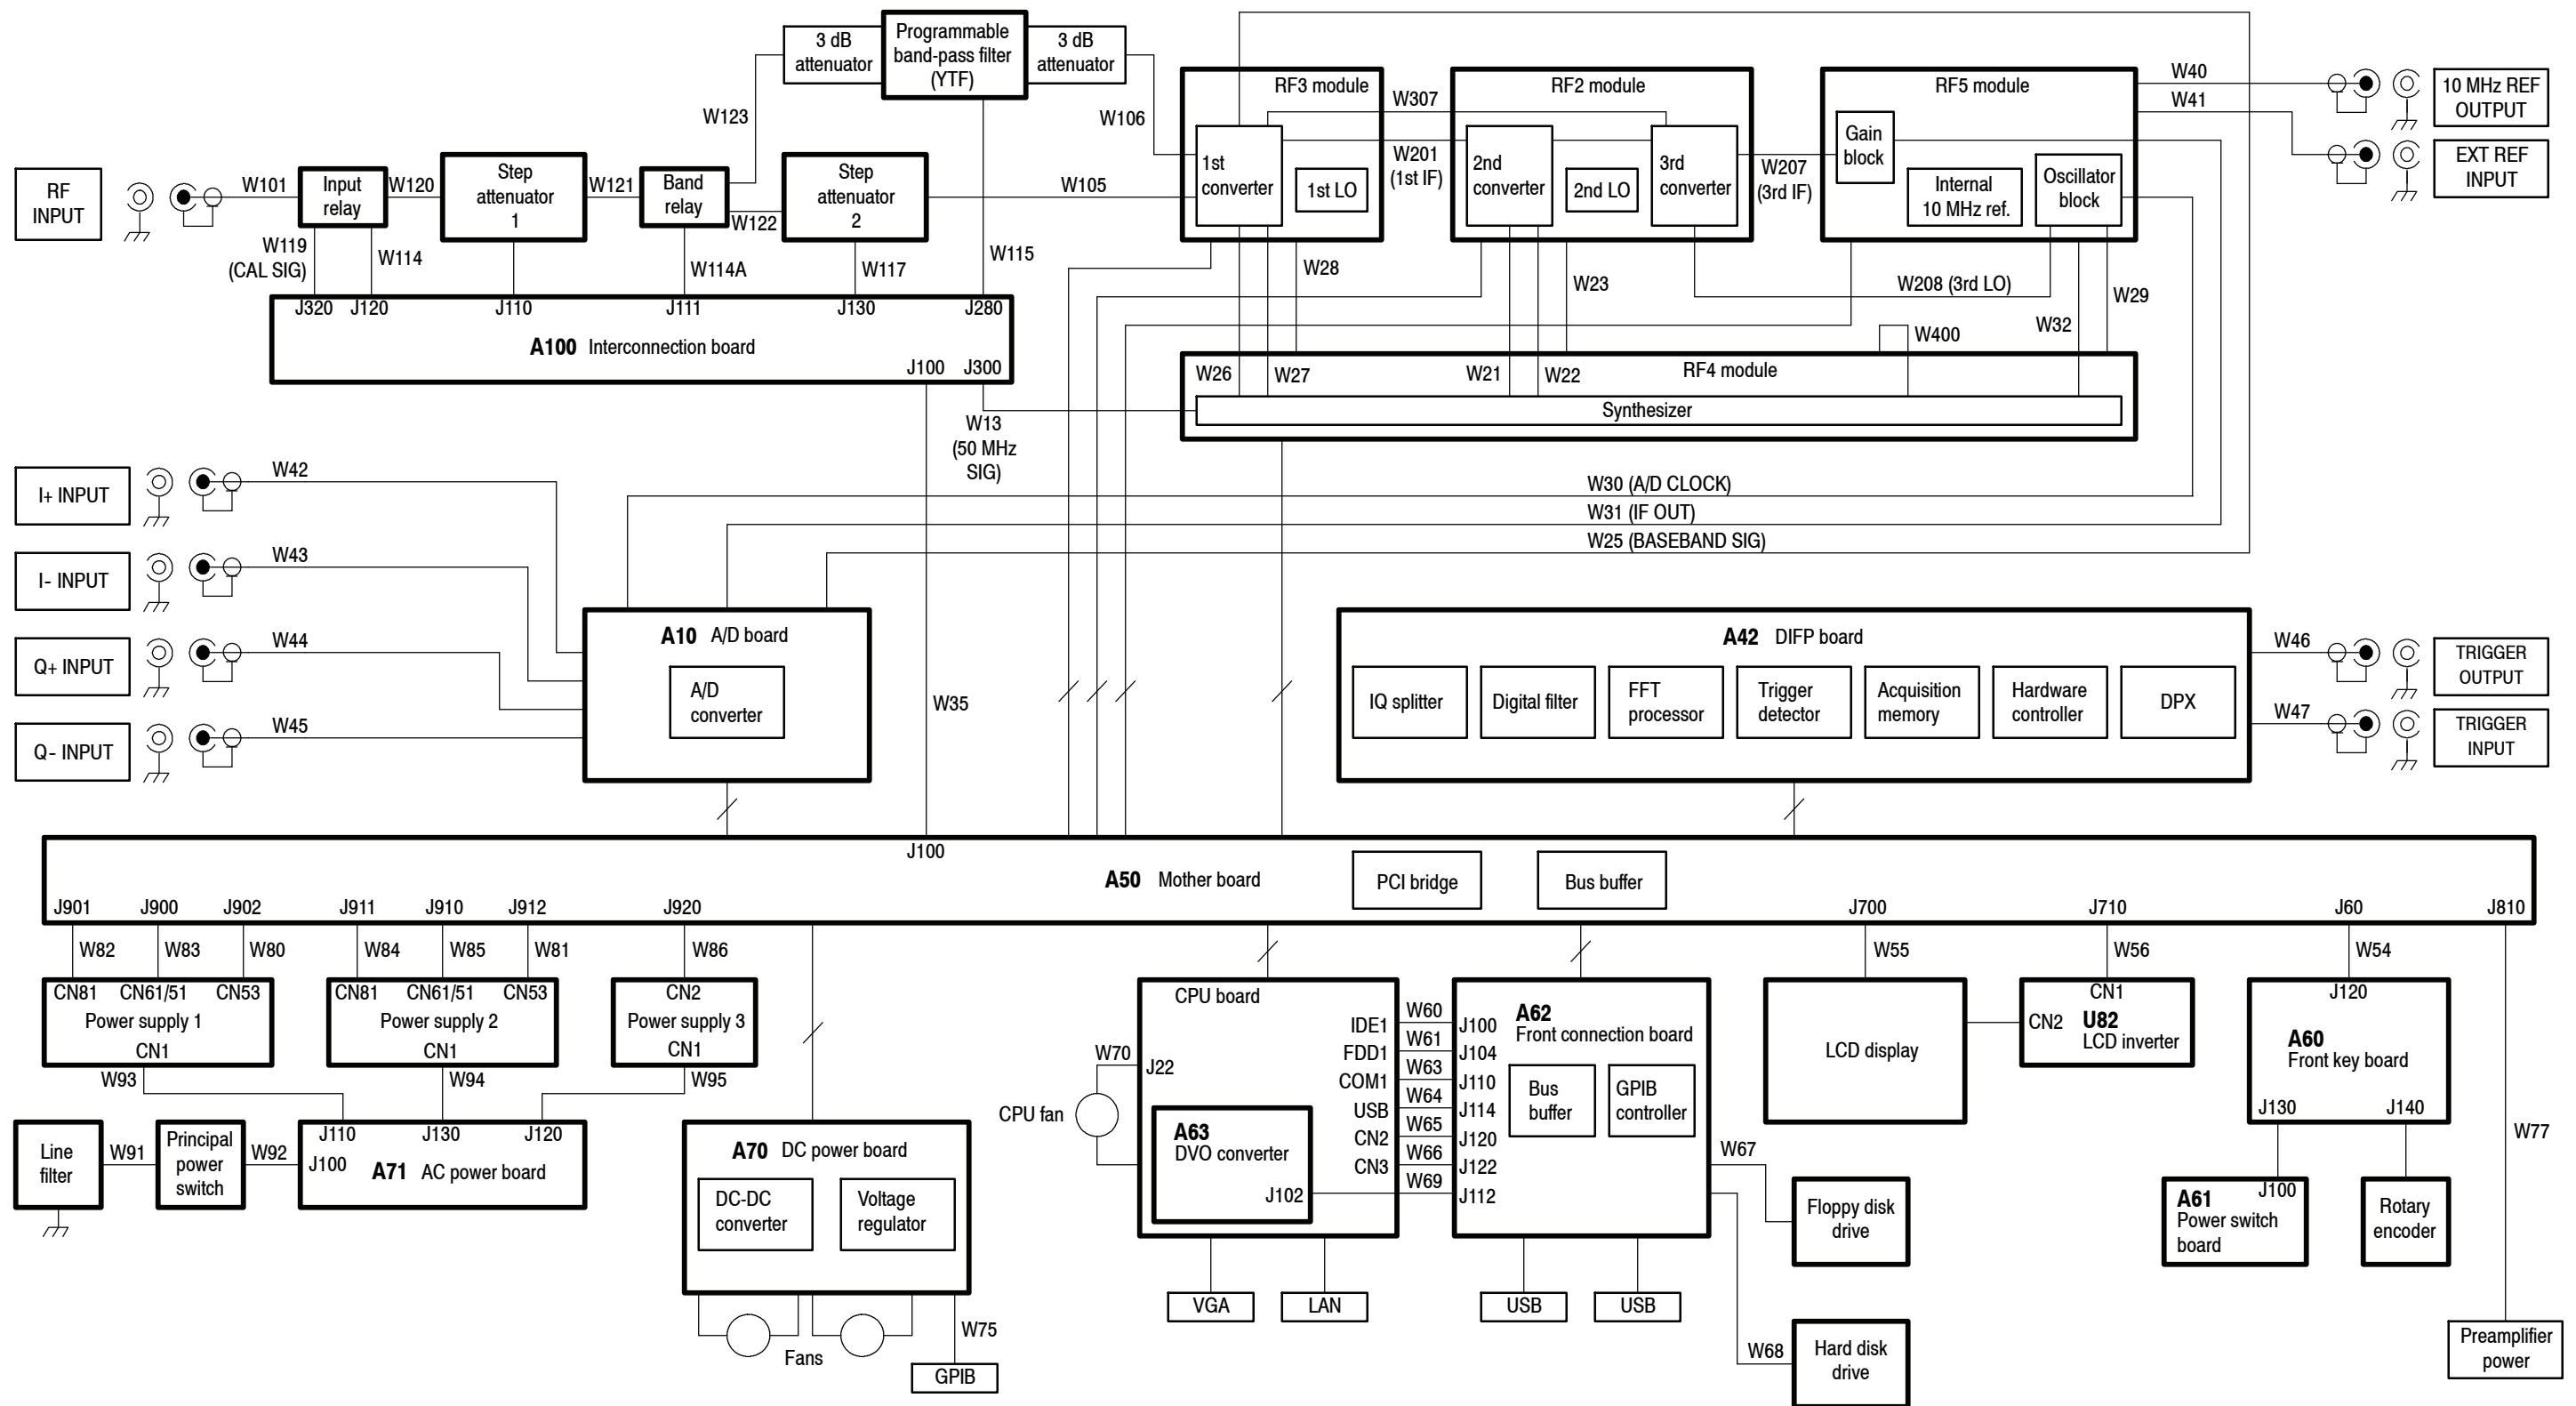 3 dB
attenuator
Programmable
band-pass filter
(YTF)
3 dB
attenuator
W123
W106
W115
RF
INPUT
W101
Input
relay
W120
Step
attenuator
1
W121
Band
relay
W122
Step
attenuator
2
W105
W119
(CAL SIG)
W114
W114A
W117
J320
J120
J110
J111
J130
J280
A100 Interconnection board
J100
J300
W13
(50 MHz
SIG)
RF3 module
1st
converter
1st LO
W307
W201
(1st IF)
RF2 module
2nd
converter
2nd LO
3rd
converter
W207
(3rd IF)
RF5 module
Gain
block
Internal
10 MHz ref.
Oscillator
block
W40
W41
10 MHz REF
OUTPUT
EXT REF
INPUT
W28
W23
W208 (3rd LO)
W29
W32
W400
W26
W27
W21
W22
RF4 module
Synthesizer
W30 (A/D CLOCK)
W31 (IF OUT)
W25 (BASEBAND SIG)
I+ INPUT
W42
I- INPUT
W43
Q+ INPUT
W44
Q- INPUT
W45
A10 A/D board
A/D
converter
W35
A42 DIFP board
IQ splitter
Digital filter
FFT
processor
Trigger
detector
Acquisition
memory
Hardware
controller
DPX
W46
W47
TRIGGER
OUTPUT
TRIGGER
INPUT
J100
A50 Mother board
PCI bridge
Bus buffer
J901
J900
J902
J911
J910
J912
J920
J700
J710
J60
J810
W82
W83
W80
W84
W85
W81
W86
W55
W56
W54
W77
CN81
CN61/51
CN53
Power supply 1
CN1
CN81
CN61/51
CN53
Power supply 2
CN1
CN2
Power supply 3
CN1
W93
W94
W95
Line
filter
W91
Principal
power
switch
W92
J110
J130
J120
J100
A71 AC power board
A70 DC power board
DC-DC
converter
Voltage
regulator
Fans
W75
GPIB
CPU board
W70
J22
CPU fan
A63
DVO converter
J102
IDE1
FDD1
COM1
USB
CN2
CN3
W60
W61
W63
W64
W65
W66
W69
J100
J104
J110
J114
J120
J122
J112
A62
Front connection board
Bus
buffer
GPIB
controller
VGA
LAN
USB
USB
W67
W68
Floppy disk
drive
Hard disk
drive
LCD display
CN1
CN2
U82
LCD inverter
J120
A60
Front key board
J130
J140
J100
A61
Power switch
board
Rotary
encoder
Preamplifier
power